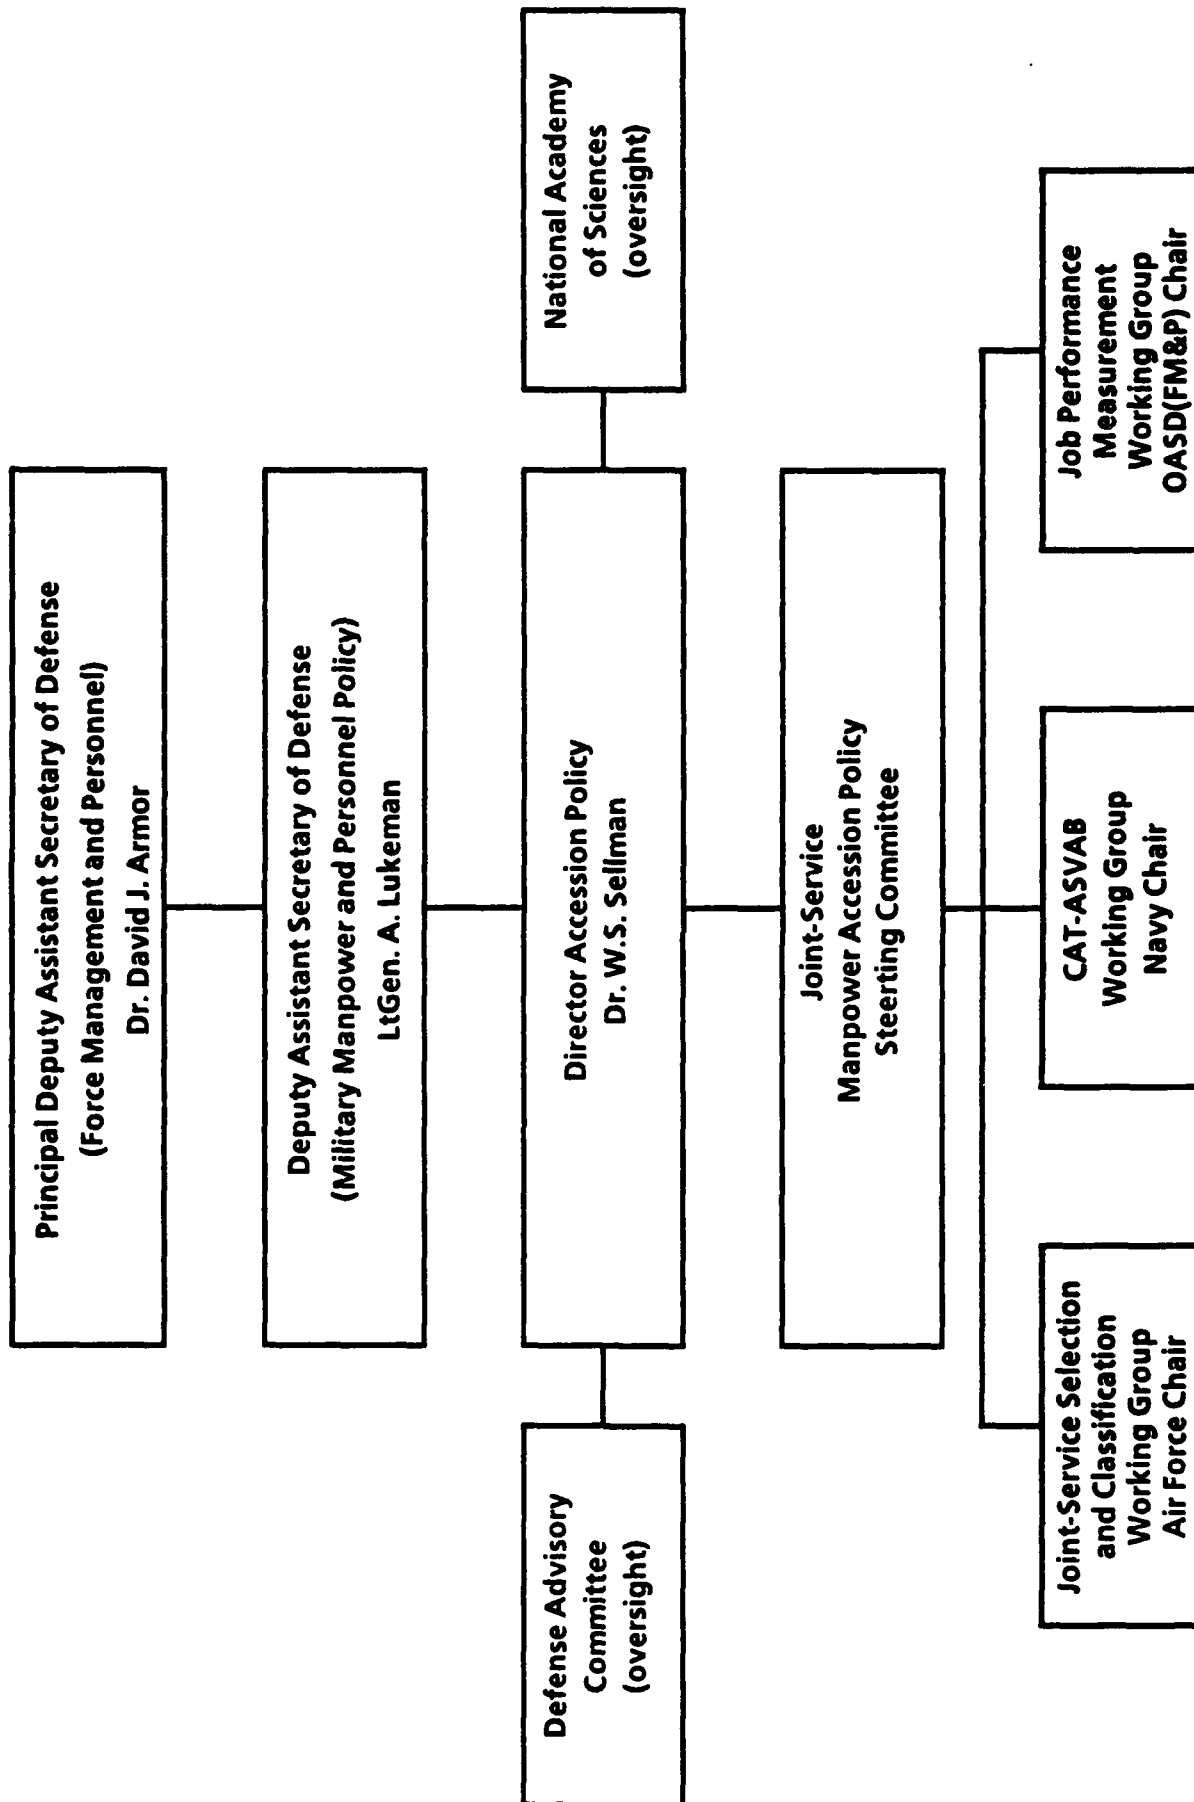 Principal Deputy Assistant Secretary of Defense
(Force Management and Personnel)
Dr. David J. Armor
Deputy Assistant Secretary of Defense
(Military Manpower and Personnel Policy)
LtGen. A. Lukeman
Defense Advisory
Committee
(oversight)
Director Accession Policy
Dr. W.S. Sellman
National Academy
of Sciences
(oversight)
Joint-Service
Manpower Accession Policy
Steerting Committee
Joint-Service Selection
and Classification
Working Group
Air Force Chair
CAT-ASVAB
Working Group
Navy Chair
Job Performance
Measurement
Working Group
OASD(FM&P) Chair